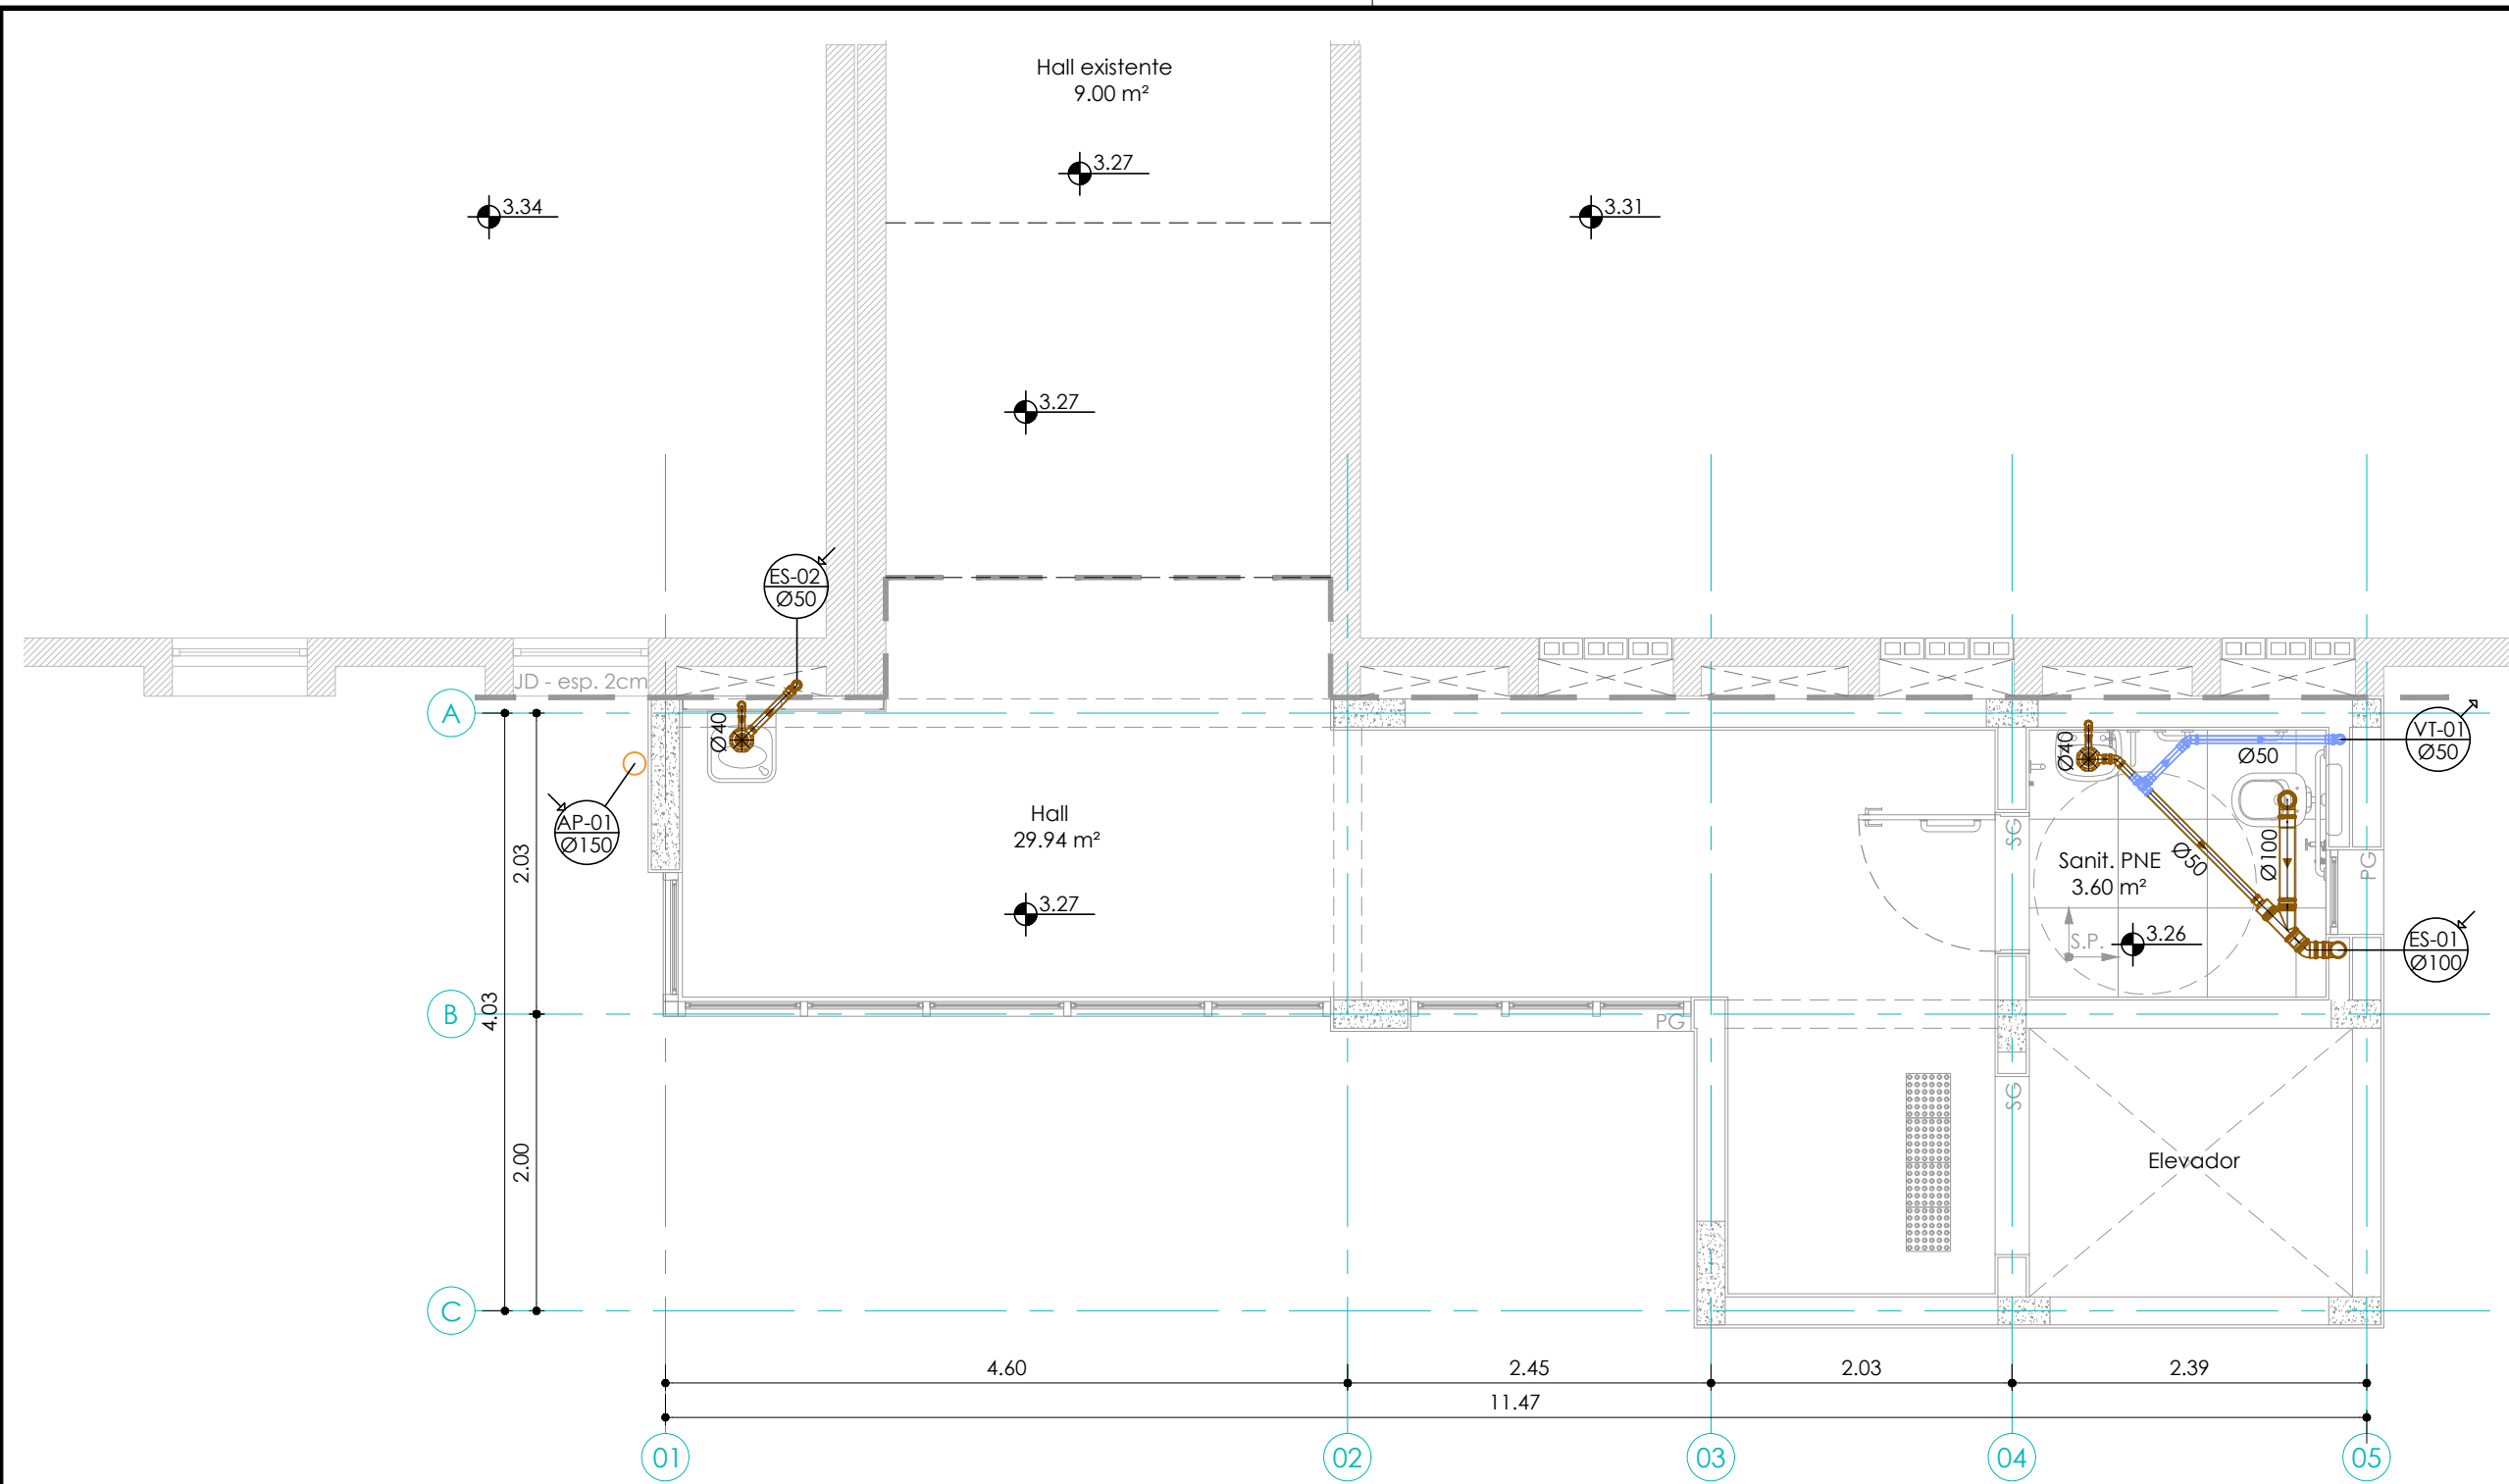 Hall existente
9.00 m²
3.27
3.34
3.31
3.27
ES-02
Ø50
JD - esp. 2cm
A
Ø40
AP-01
Ø150
Hall
29.94 m²
3.27
Ø40
Ø50
VT-01
Ø50
SG
Sanit. PNE
3.60 m²
Ø50
Ø100
PG
S.P.
3.26
ES-01
Ø100
2.03
4.03
B
PG
SG
2.00
Elevador
C
4.60
2.45
2.03
2.39
11.47
01
02
03
04
05